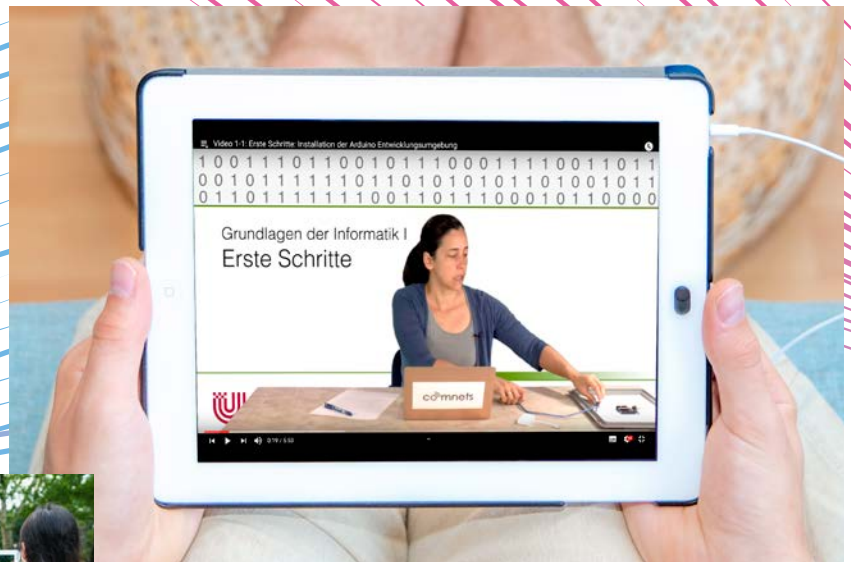 Video 1-1: Erste Schritte: Installation der Arduino Entwicklungsumgebung
1 0 0 1 1 1 0 1 1 0 0 1 0 1 1 1 0 0 0 1 1 1 1 0 0 1 1 0 1 1
0 0 1 0 1 1 1 1 1 0 1 1 0 1 0 1 0 1 1 0 1 0 1 0 0 0 1 0 1 1
0 1 1 0 1 1 1 1 1 1 1 0 0 1 1 0 1 1 1 0 0 0 1 0 1 1 0 0 0 0
Grundlagen der Informatik I
Erste Schritte
comnets
0:19 / 5:53